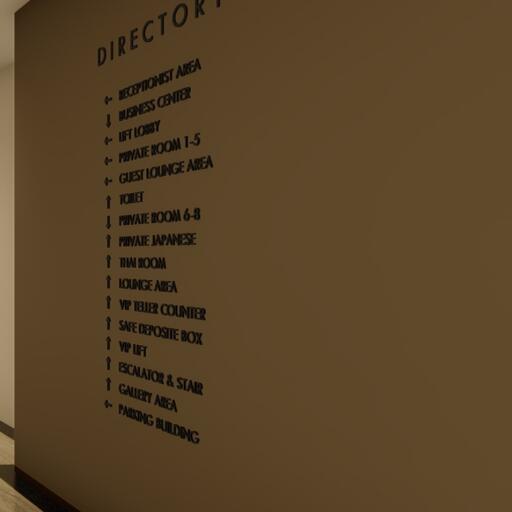 DIRECTORY
← RECEPTIONIST AREA
↓ BUSINESS CENTER
← LIFT LOBBY
← PRIVATE ROOM 1-5
← GUEST LOUNGE AREA
↑ TOILET
↓ PRIVATE ROOM 6-8
↑ PRIVATE JAPANESE
↑ THAI ROOM
↑ LOUNGE AREA
↑ VIP TELLER COUNTER
↑ SAFE DEPOSITE BOX
↑ VIP LIFT
↑ ESCALATOR & STAIR
↑ GALLERY AREA
← PARKING BUILDING